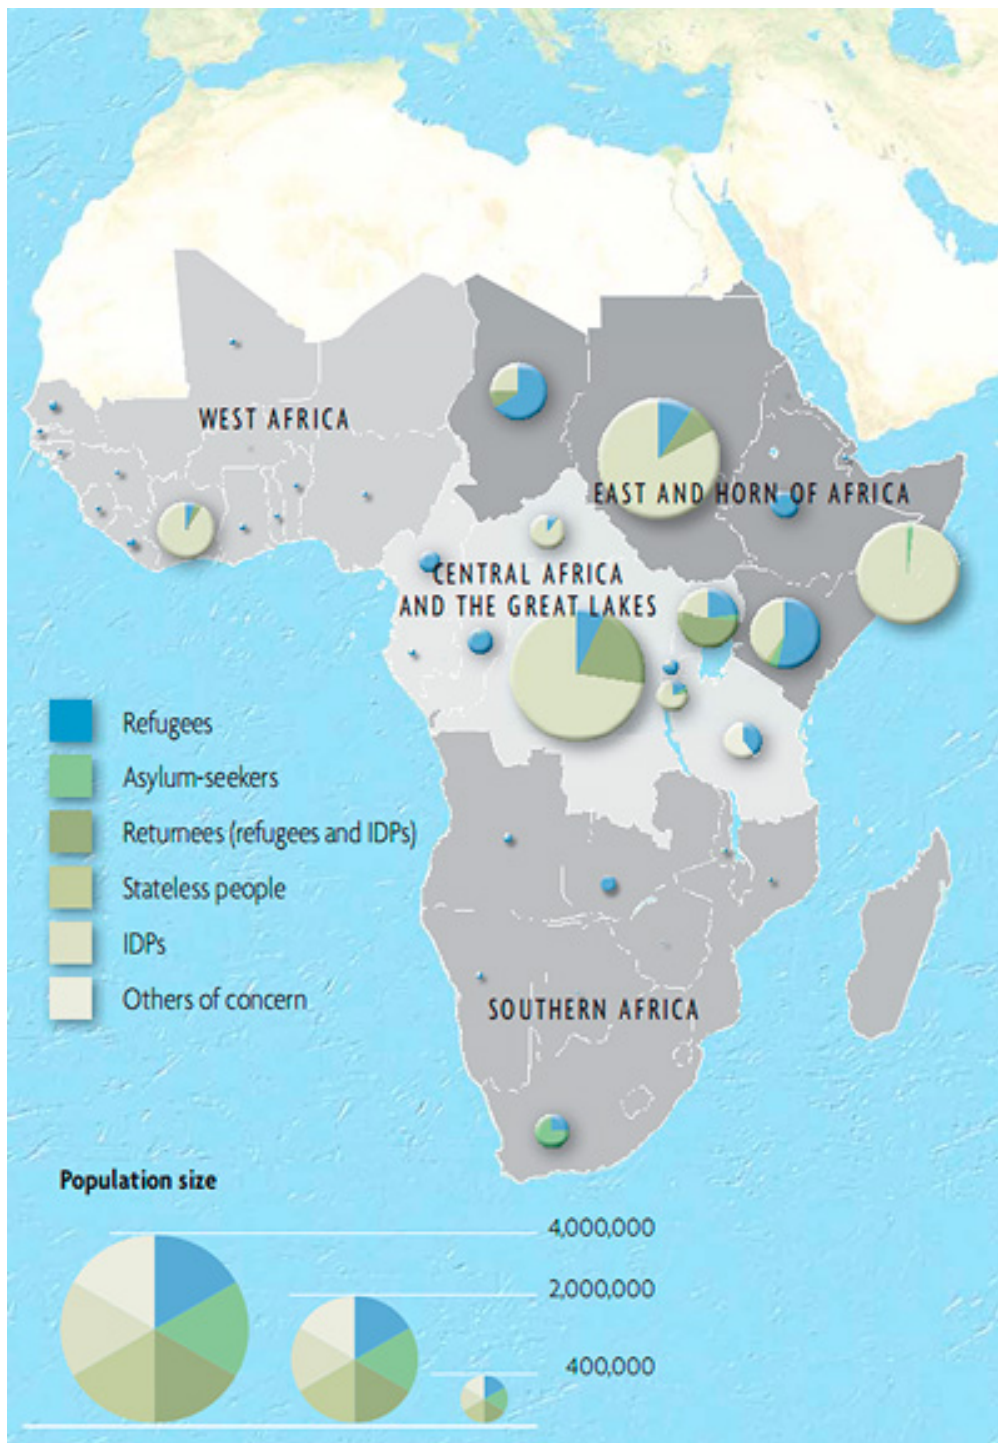 WEST AFRICA
EAST AND HORN OF AFRICA
CENTRAL AFRICA
AND THE GREAT LAKES
SOUTHERN AFRICA
Refugees
Asylum-seekers
Returnees (refugees and IDPs)
Stateless people
IDPs
Others of concern
Population size
4,000,000
2,000,000
400,000